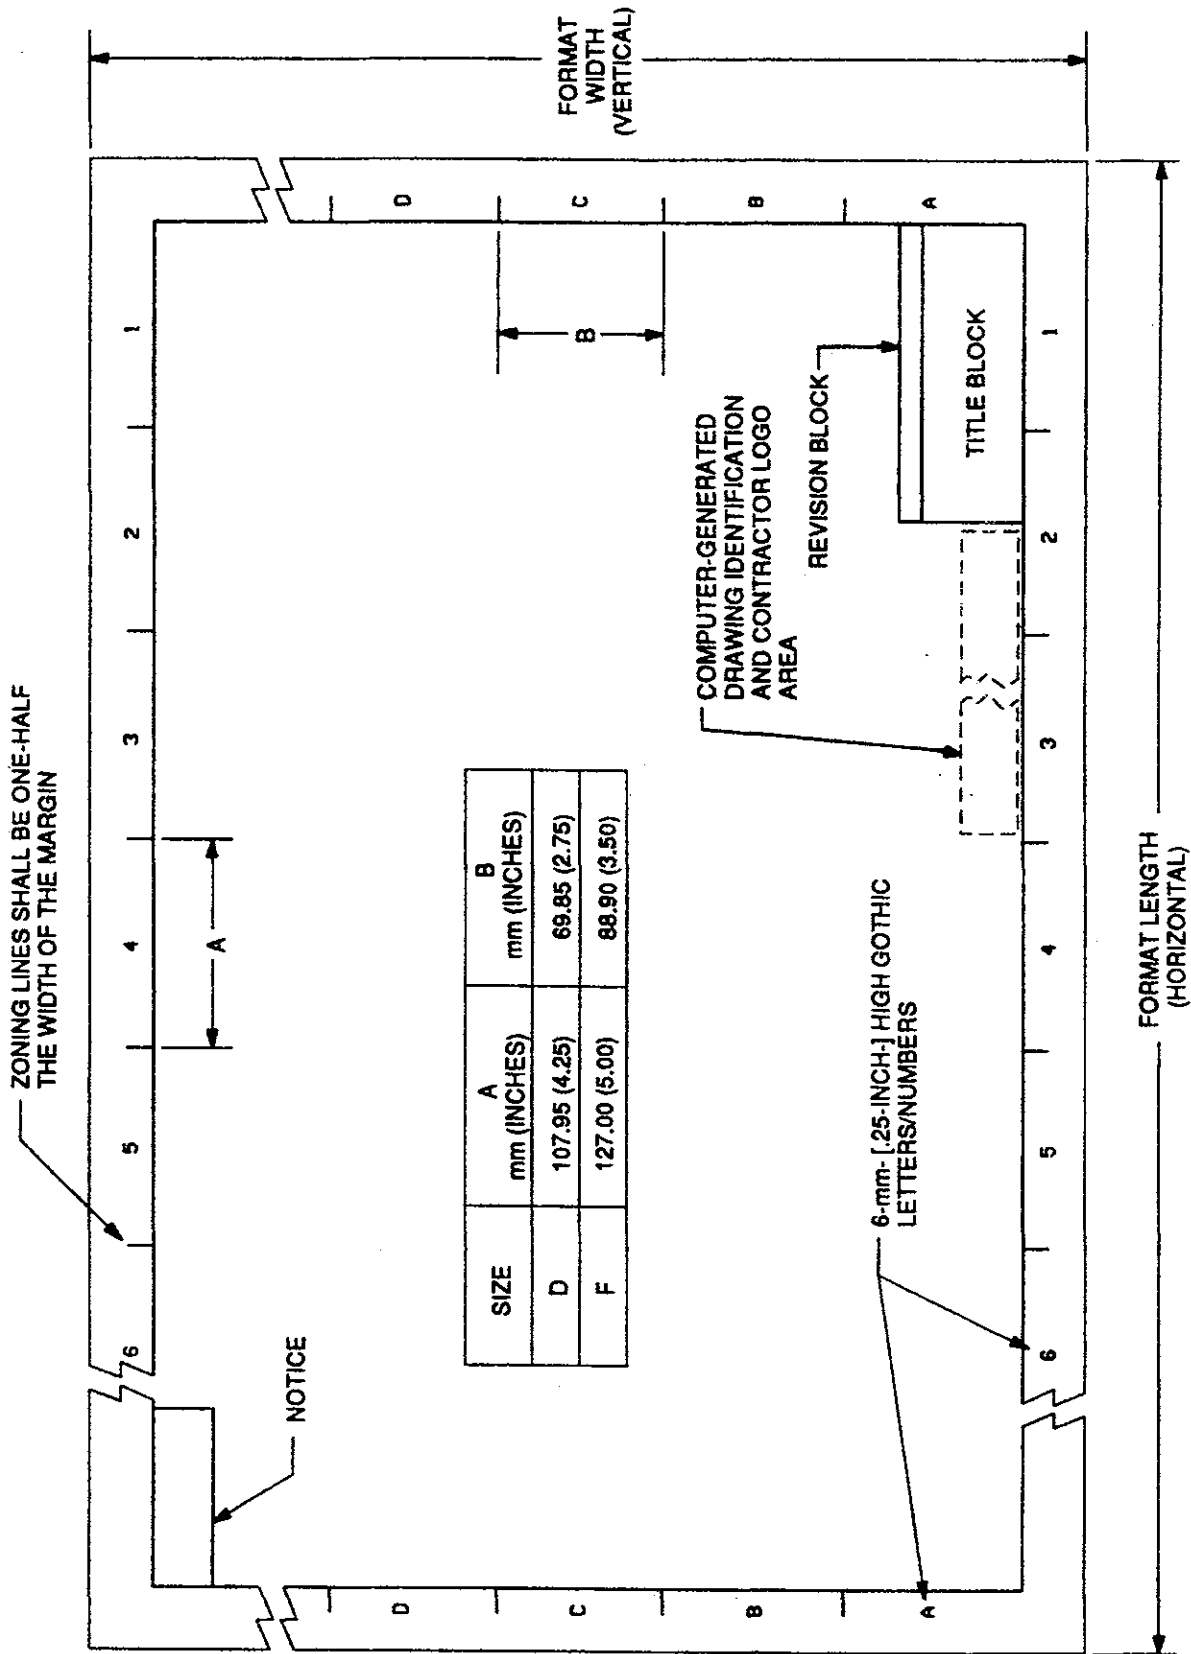 ZONING LINES SHALL BE ONE-HALF
THE WIDTH OF THE MARGIN
6
5
4
3
2
1
A
NOTICE
D
C
B
A
D
C
B
A
B
FORMAT
WIDTH
(VERTICAL)
SIZE
A
mm (INCHES)
B
mm (INCHES)
D
107.95 (4.25)
69.85 (2.75)
F
127.00 (5.00)
88.90 (3.50)
COMPUTER-GENERATED
DRAWING IDENTIFICATION
AND CONTRACTOR LOGO
AREA
REVISION BLOCK
TITLE BLOCK
6-mm- [.25-INCH-] HIGH GOTHIC
LETTERS/NUMBERS
6
5
4
3
2
1
FORMAT LENGTH
(HORIZONTAL)